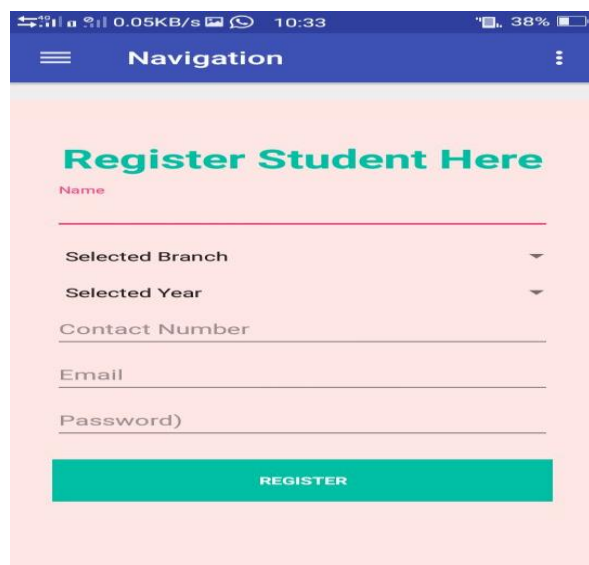 0.05KB/s 10:33 38%
Navigation
Register Student Here
Name
Selected Branch
Selected Year
Contact Number
Email
Password)
REGISTER